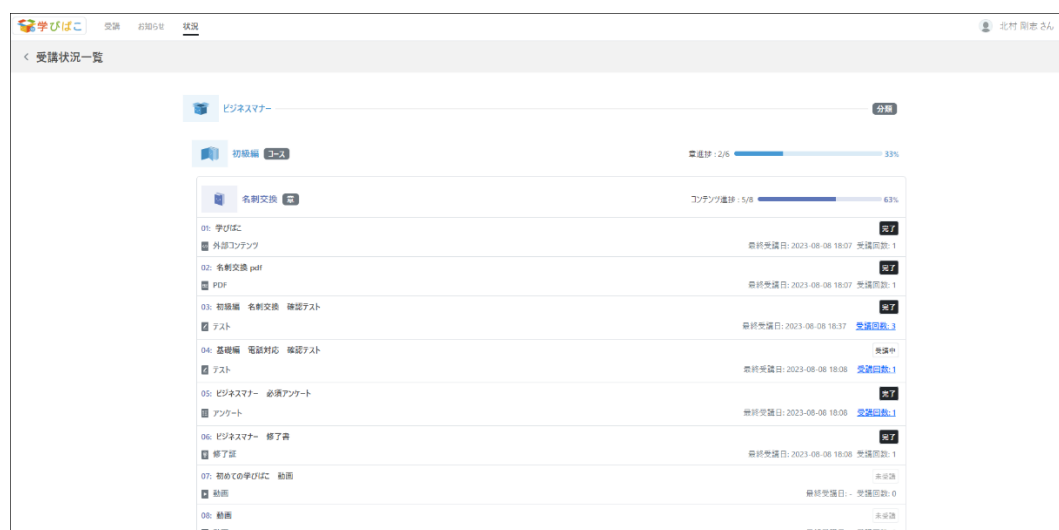 学びばこ 受講 お知らせ 状況 北村 剛志 さん
< 受講状況一覧
ビジネスマナー 分類
初級編 コース 章進捗 : 2/6 33%
名刺交換 章 コンテンツ進捗 : 5/8 63%
01: 学びばこ 完了
外部コンテンツ 最終受講日: 2023-08-08 18:07 受講回数: 1
02: 名刺交換.pdf 完了
PDF 最終受講日: 2023-08-08 18:07 受講回数: 1
03: 初級編 名刺交換 確認テスト 完了
テスト 最終受講日: 2023-08-08 18:37 受講回数: 3
04: 基礎編 電話対応 確認テスト 受講中
テスト 最終受講日: 2023-08-08 18:08 受講回数: 1
05: ビジネスマナー 必須アンケート 完了
アンケート 最終受講日: 2023-08-08 18:08 受講回数: 1
06: ビジネスマナー 修了書 完了
修了証 最終受講日: 2023-08-08 18:08 受講回数: 1
07: 初めての学びばこ 動画 未受講
動画 最終受講日: - 受講回数: 0
08: 動画 未受講